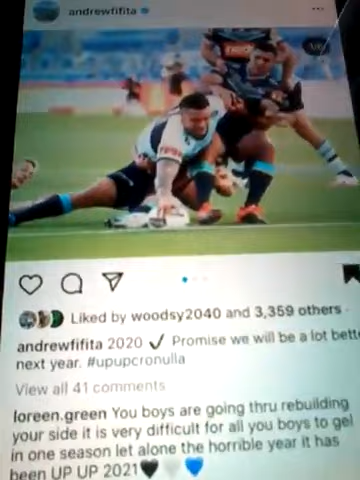 andrewfifita
1/6
Liked by woodsy2040 and 3,359 others
andrewfifita 2020 ✓ Promise we will be a lot
next year. #upupcronulla
View all 41 comments
loreen.green You boys are going thru rebuilding
your side it is very difficult for all you boys to gel
in one season let alone the horrible year it has
been UP UP 2021🖤🤍💙